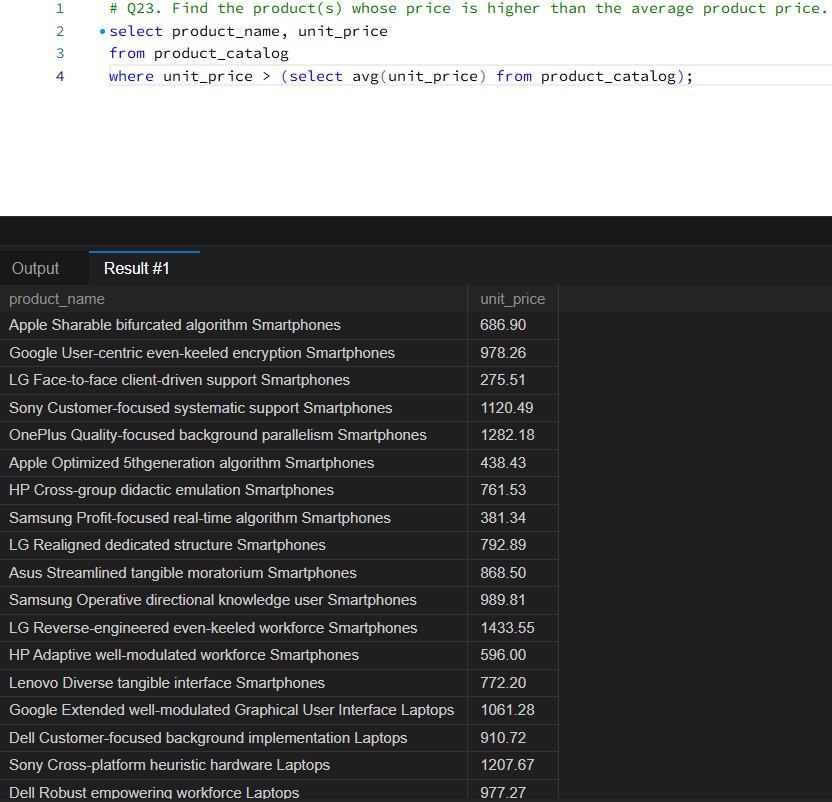 1 # Q23. Find the product(s) whose price is higher than the average product price.
2 select product_name, unit_price
3 from product_catalog
4 where unit_price > (select avg(unit_price) from product_catalog);
Output Result #1
product_name unit_price
Apple Sharable bifurcated algorithm Smartphones 686.90
Google User-centric even-keeled encryption Smartphones 978.26
LG Face-to-face client-driven support Smartphones 275.51
Sony Customer-focused systematic support Smartphones 1120.49
OnePlus Quality-focused background parallelism Smartphones 1282.18
Apple Optimized 5thgeneration algorithm Smartphones 438.43
HP Cross-group didactic emulation Smartphones 761.53
Samsung Profit-focused real-time algorithm Smartphones 381.34
LG Realigned dedicated structure Smartphones 792.89
Asus Streamlined tangible moratorium Smartphones 868.50
Samsung Operative directional knowledge user Smartphones 989.81
LG Reverse-engineered even-keeled workforce Smartphones 1433.55
HP Adaptive well-modulated workforce Smartphones 596.00
Lenovo Diverse tangible interface Smartphones 772.20
Google Extended well-modulated Graphical User Interface Laptops 1061.28
Dell Customer-focused background implementation Laptops 910.72
Sony Cross-platform heuristic hardware Laptops 1207.67
Dell Robust empowering workforce Laptops 977.27